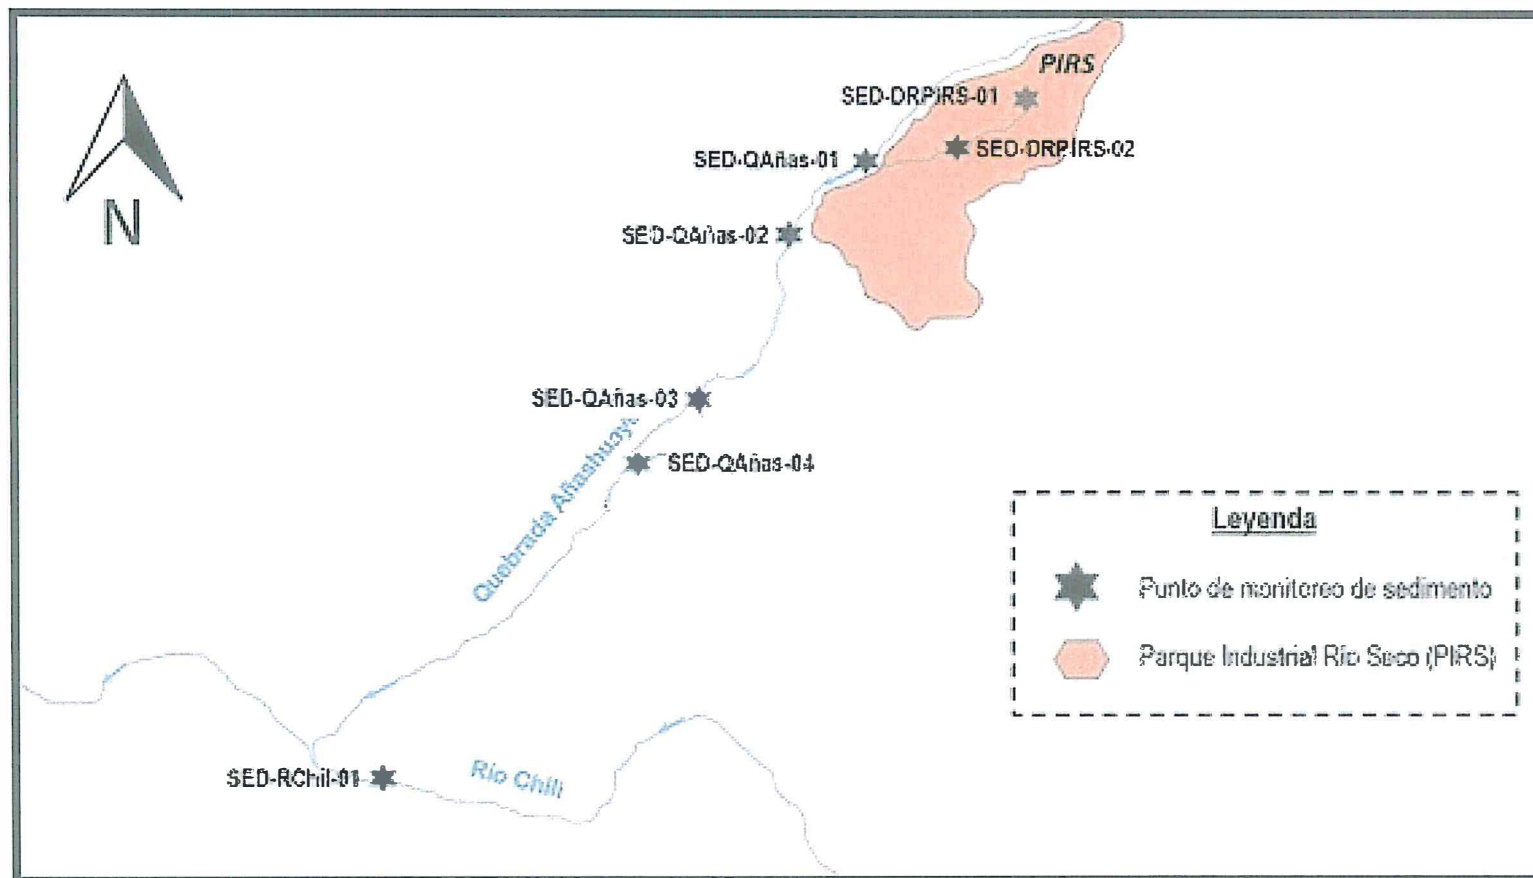 PIRS
SED-DRPIRS-01
SED-DRPIRS-02
SED-QAñas-01
N
SED-QAñas-02
SED-QAñas-03
SED-QAñas-04
Quebrada Añashuayo
Leyenda
Punto de monitoreo de sedimento
Parque Industrial Río Seco (PIRS)
SED-RChil-01
Río Chili